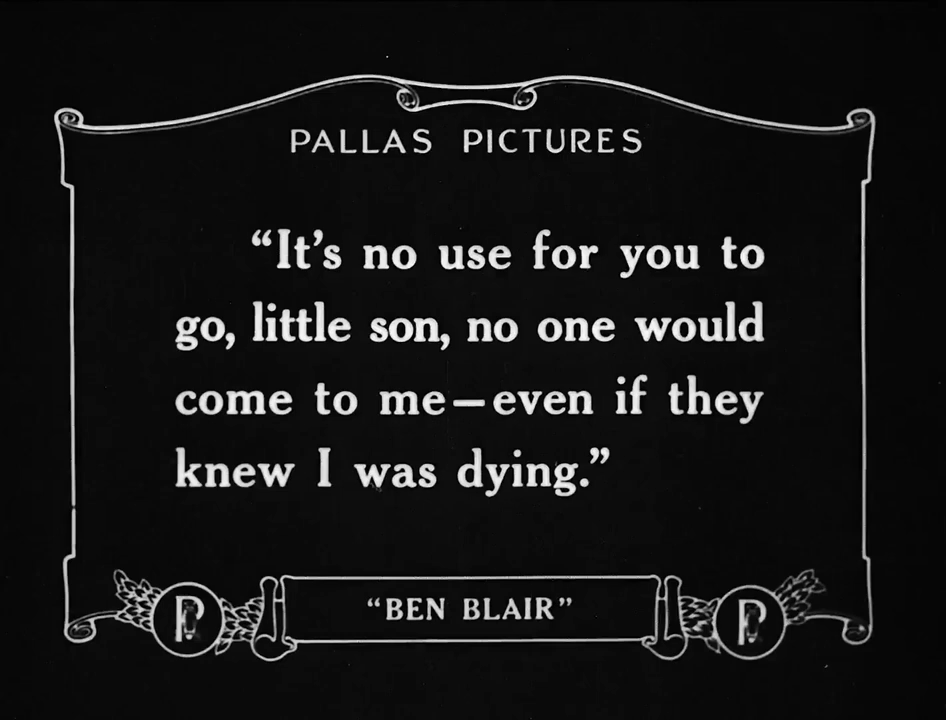 PALLAS PICTURES
“It’s no use for you to
go, little son, no one would
come to me—even if they
knew I was dying.”
“BEN BLAIR”